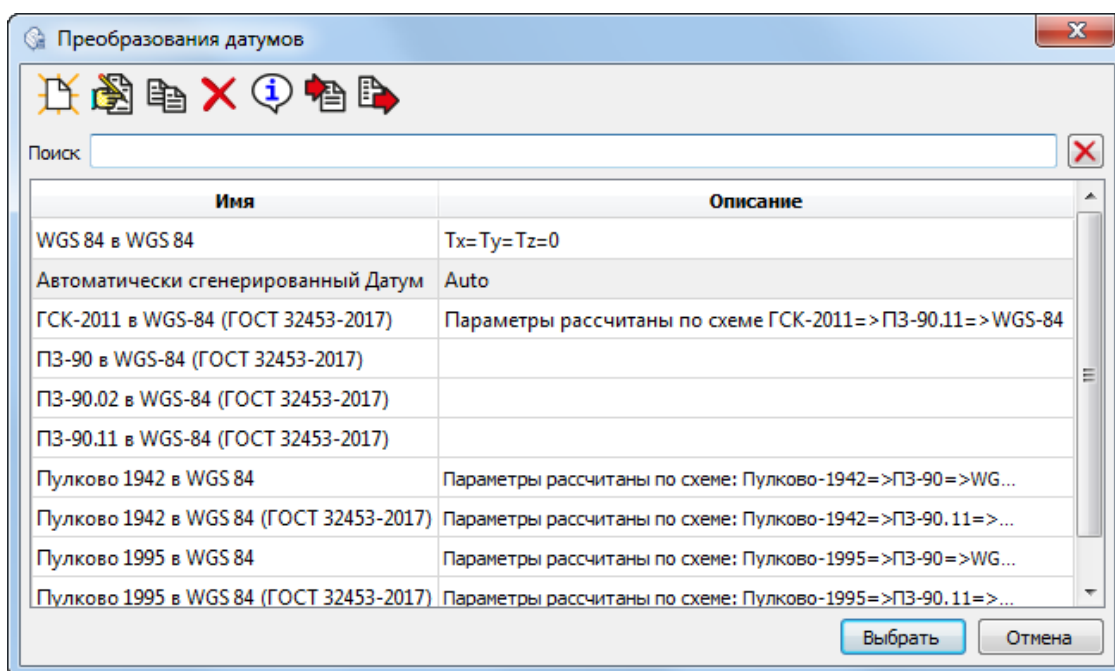 Преобразования датумов
Поиск
Имя Описание
WGS 84 в WGS 84 Tx=Ty=Tz=0
Автоматически сгенерированный Датум Auto
ГСК-2011 в WGS-84 (ГОСТ 32453-2017) Параметры рассчитаны по схеме ГСК-2011=>ПЗ-90.11=>WGS-84
ПЗ-90 в WGS-84 (ГОСТ 32453-2017)
ПЗ-90.02 в WGS-84 (ГОСТ 32453-2017)
ПЗ-90.11 в WGS-84 (ГОСТ 32453-2017)
Пулково 1942 в WGS 84 Параметры рассчитаны по схеме: Пулково-1942=>ПЗ-90=>WG...
Пулково 1942 в WGS 84 (ГОСТ 32453-2017) Параметры рассчитаны по схеме: Пулково-1942=>ПЗ-90.11=>...
Пулково 1995 в WGS 84 Параметры рассчитаны по схеме: Пулково-1995=>ПЗ-90=>WG...
Пулково 1995 в WGS 84 (ГОСТ 32453-2017) Параметры рассчитаны по схеме: Пулково-1995=>ПЗ-90.11=>...
Выбрать Отмена